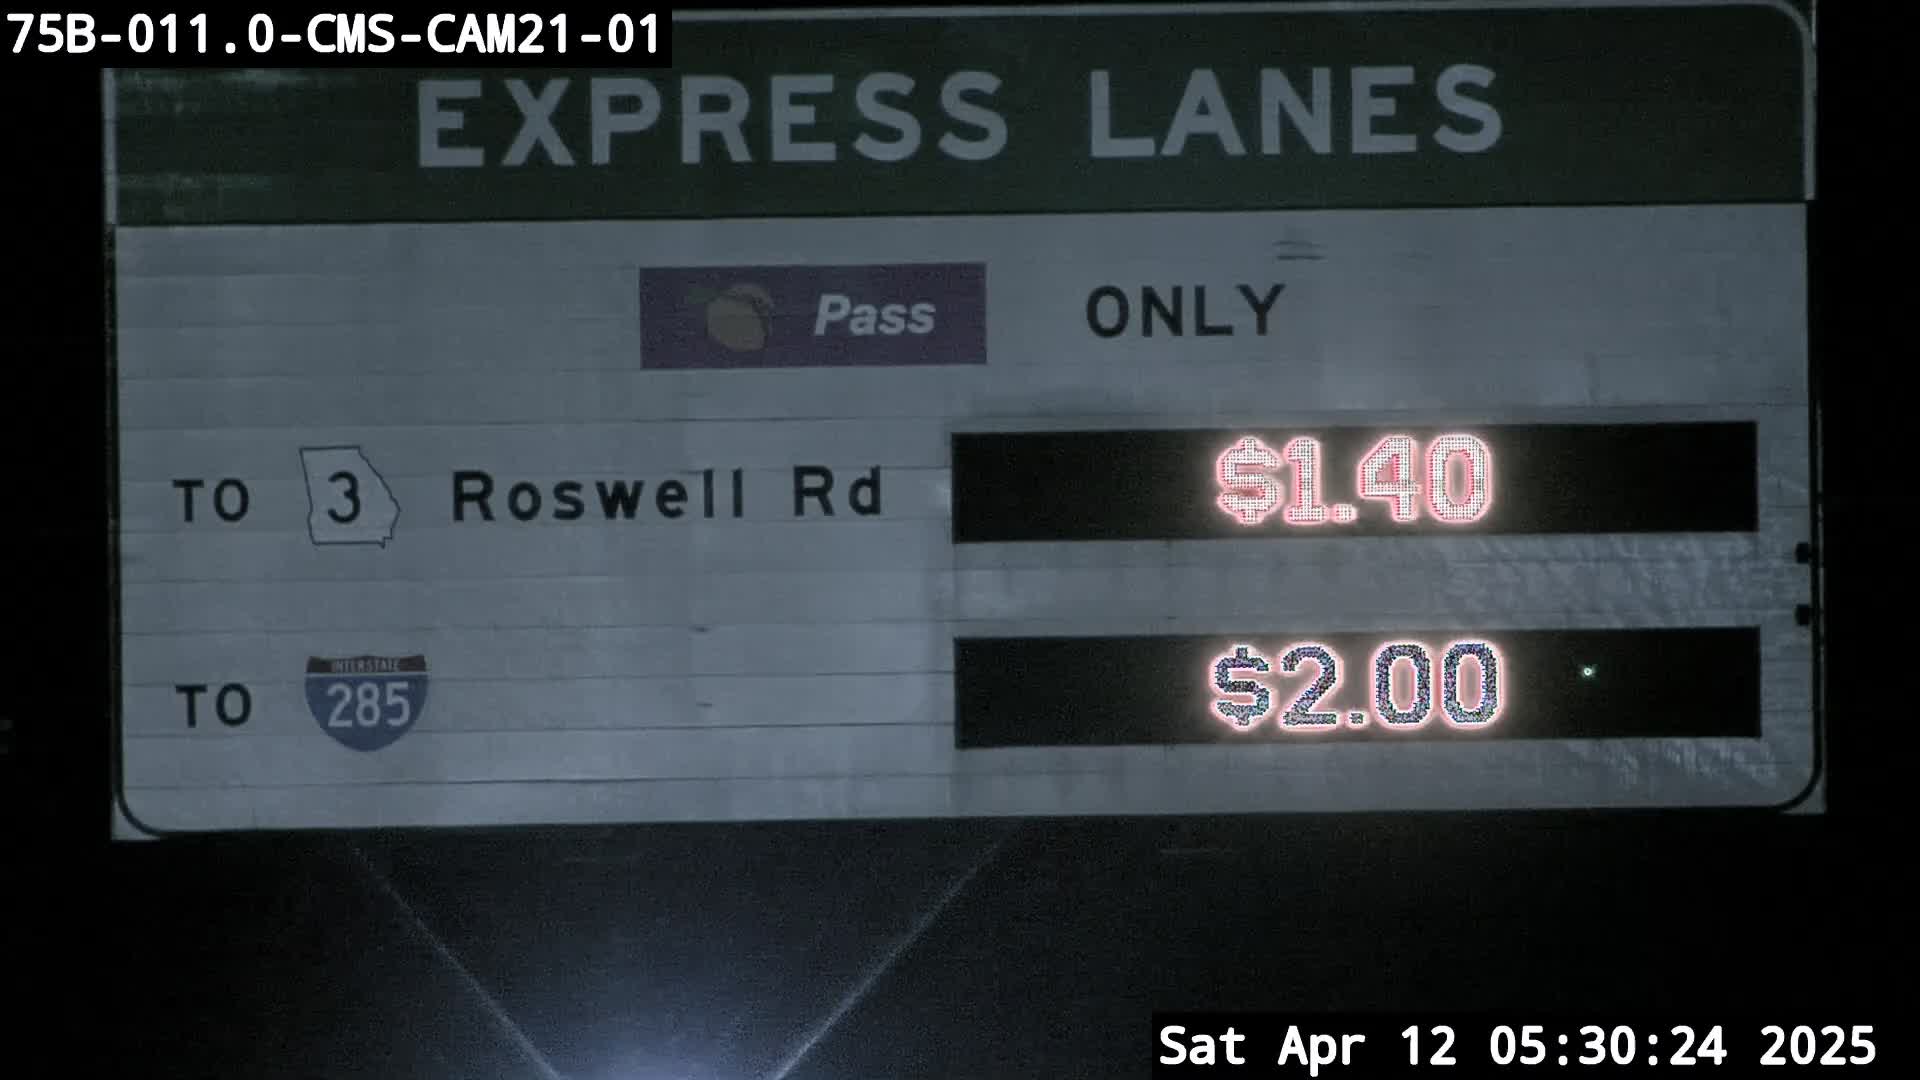 75B-011.0-CMS-CAM21-01
EXPRESS LANES
Pass ONLY
TO 3 Roswell Rd $1.40
TO INTERSTATE 285 $2.00
Sat Apr 12 05:30:24 2025